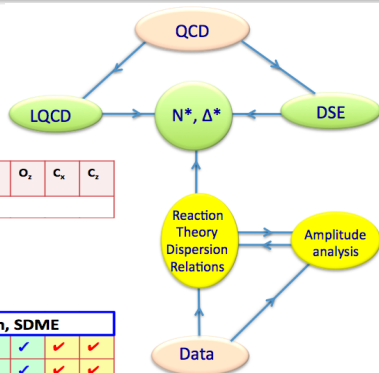 QCD
LQCD
N*, Δ*
DSE
Oz Cx Cz
Reaction
Theory
Dispersion
Relations
Amplitude
analysis
n, SDME
✓ ✓ ✓
✓ ✓ ✓
Data